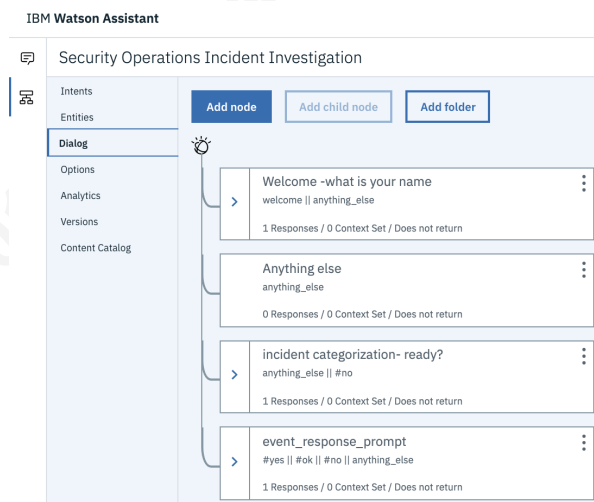 IBM Watson Assistant
Security Operations Incident Investigation
Intents
Entities
Dialog
Options
Analytics
Versions
Content Catalog
Add node
Add child node
Add folder
Welcome -what is your name
welcome || anything_else
1 Responses / 0 Context Set / Does not return
Anything else
anything_else
0 Responses / 0 Context Set / Does not return
incident categorization- ready?
anything_else || #no
1 Responses / 0 Context Set / Does not return
event_response_prompt
#yes || #ok || #no || anything_else
1 Responses / 0 Context Set / Does not return